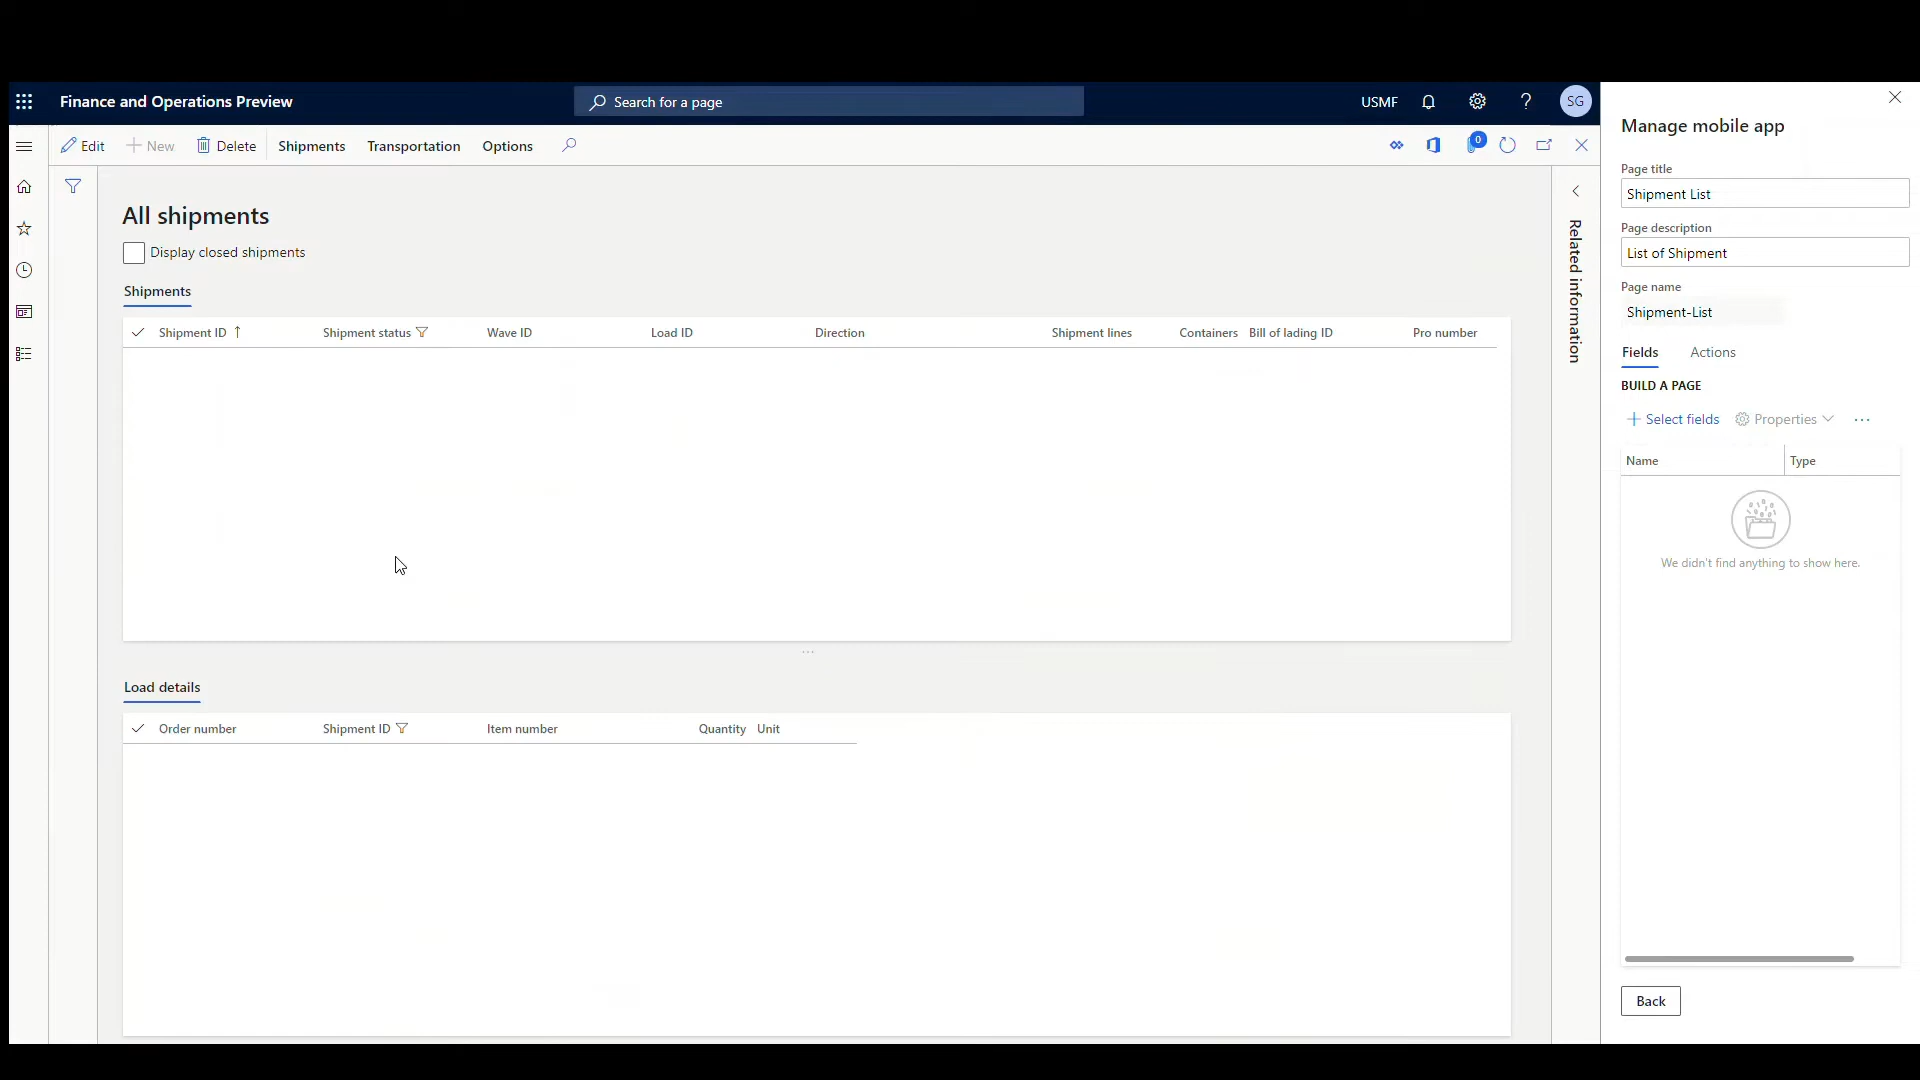 Finance and Operations Preview
Search for a page
USMF
SG
Edit
New
Delete
Shipments
Transportation
Options
0
All shipments
Display closed shipments
Shipments
Shipment ID
Shipment status
Wave ID
Load ID
Direction
Shipment lines
Containers
Bill of lading ID
Pro number
Load details
Order number
Shipment ID
Item number
Quantity
Unit
Related information
Manage mobile app
Page title
Shipment List
Page description
List of Shipment
Page name
Shipment-List
Fields
Actions
BUILD A PAGE
Select fields
Properties
Name
Type
We didn't find anything to show here.
Back